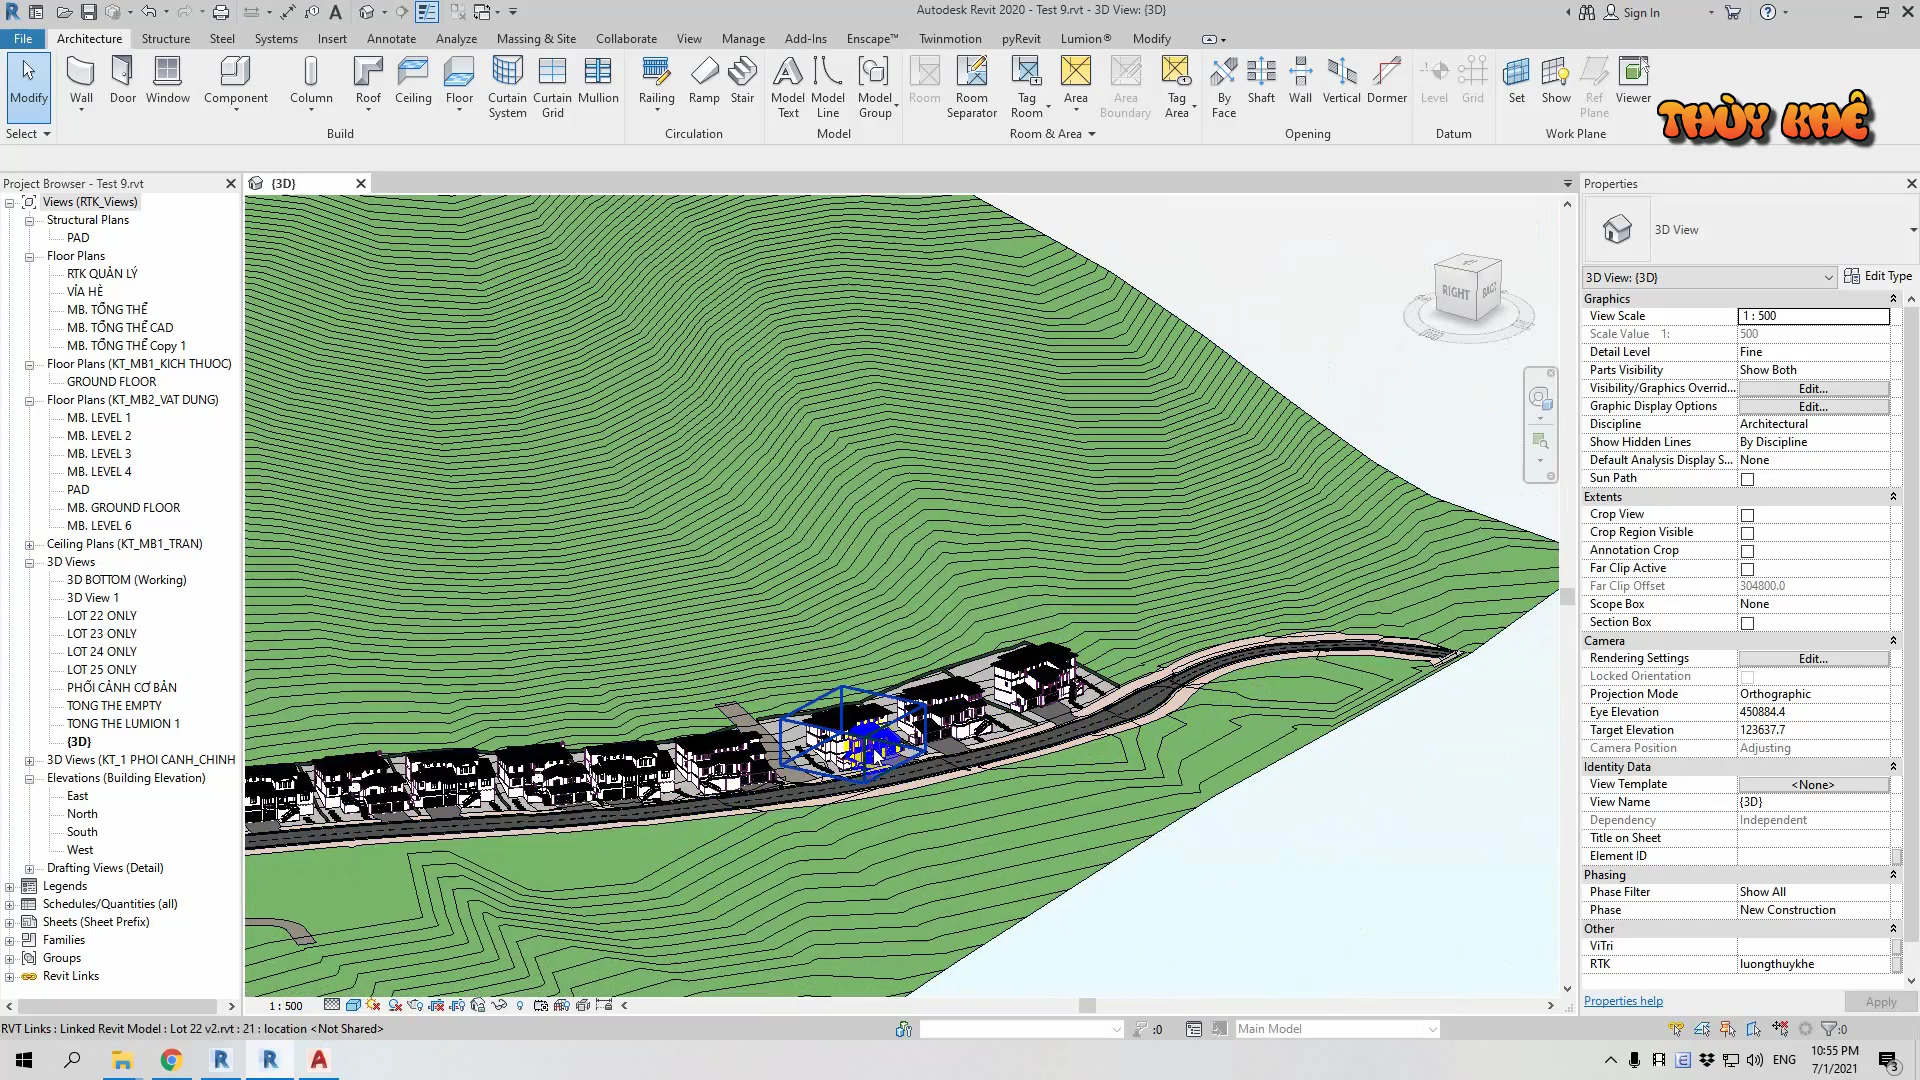 Autodesk Revit 2020 - Test 9.rvt - 3D View: {3D}
Sign In
File Architecture Structure Steel Systems Insert Annotate Analyze Massing & Site Collaborate View Manage Add-Ins Enscape™ Twinmotion pyRevit Lumion® Modify
Modify Wall Door Window Component Column Roof Ceiling Floor Curtain System Curtain Grid Mullion Railing Ramp Stair Model Text Model Line Model Group Room Room Separator Tag Room Area Area Boundary Tag Area By Face Shaft Wall Vertical Dormer Level Grid Set Show Ref Plane Viewer
THÙY KHÊ
Select Build Circulation Model Room & Area Opening Datum Work Plane
Project Browser - Test 9.rvt
Views (RTK_Views)
Structural Plans
PAD
Floor Plans
RTK QUẢN LÝ
VỈA HÈ
MB. TỔNG THỂ
MB. TỔNG THỂ CAD
MB. TỔNG THỂ Copy 1
Floor Plans (KT_MB1_KICH THUOC)
GROUND FLOOR
Floor Plans (KT_MB2_VAT DUNG)
MB. LEVEL 1
MB. LEVEL 2
MB. LEVEL 3
MB. LEVEL 4
PAD
MB. GROUND FLOOR
MB. LEVEL 6
Ceiling Plans (KT_MB1_TRAN)
3D Views
3D BOTTOM (Working)
3D View 1
LOT 22 ONLY
LOT 23 ONLY
LOT 24 ONLY
LOT 25 ONLY
PHỐI CẢNH CƠ BẢN
TONG THE EMPTY
TONG THE LUMION 1
{3D}
3D Views (KT_1 PHOI CANH_CHINH
Elevations (Building Elevation)
East
North
South
West
Drafting Views (Detail)
Legends
Schedules/Quantities (all)
Sheets (Sheet Prefix)
Families
Groups
Revit Links
{3D}
RIGHT
BACK
1 : 500
Properties
3D View
3D View: {3D}
Edit Type
Graphics
View Scale 1 : 500
Scale Value 1: 500
Detail Level Fine
Parts Visibility Show Both
Visibility/Graphics Overrid... Edit...
Graphic Display Options Edit...
Discipline Architectural
Show Hidden Lines By Discipline
Default Analysis Display S... None
Sun Path
Extents
Crop View
Crop Region Visible
Annotation Crop
Far Clip Active
Far Clip Offset 304800.0
Scope Box None
Section Box
Camera
Rendering Settings Edit...
Locked Orientation
Projection Mode Orthographic
Eye Elevation 450884.4
Target Elevation 123637.7
Camera Position Adjusting
Identity Data
View Template <None>
View Name {3D}
Dependency Independent
Title on Sheet
Element ID
Phasing
Phase Filter Show All
Phase New Construction
Other
ViTri
RTK luongthuykhe
Properties help
Apply
RVT Links : Linked Revit Model : Lot 22 v2.rvt : 21 : location <Not Shared>
:0
Main Model
:0
ENG
10:55 PM
7/1/2021
3